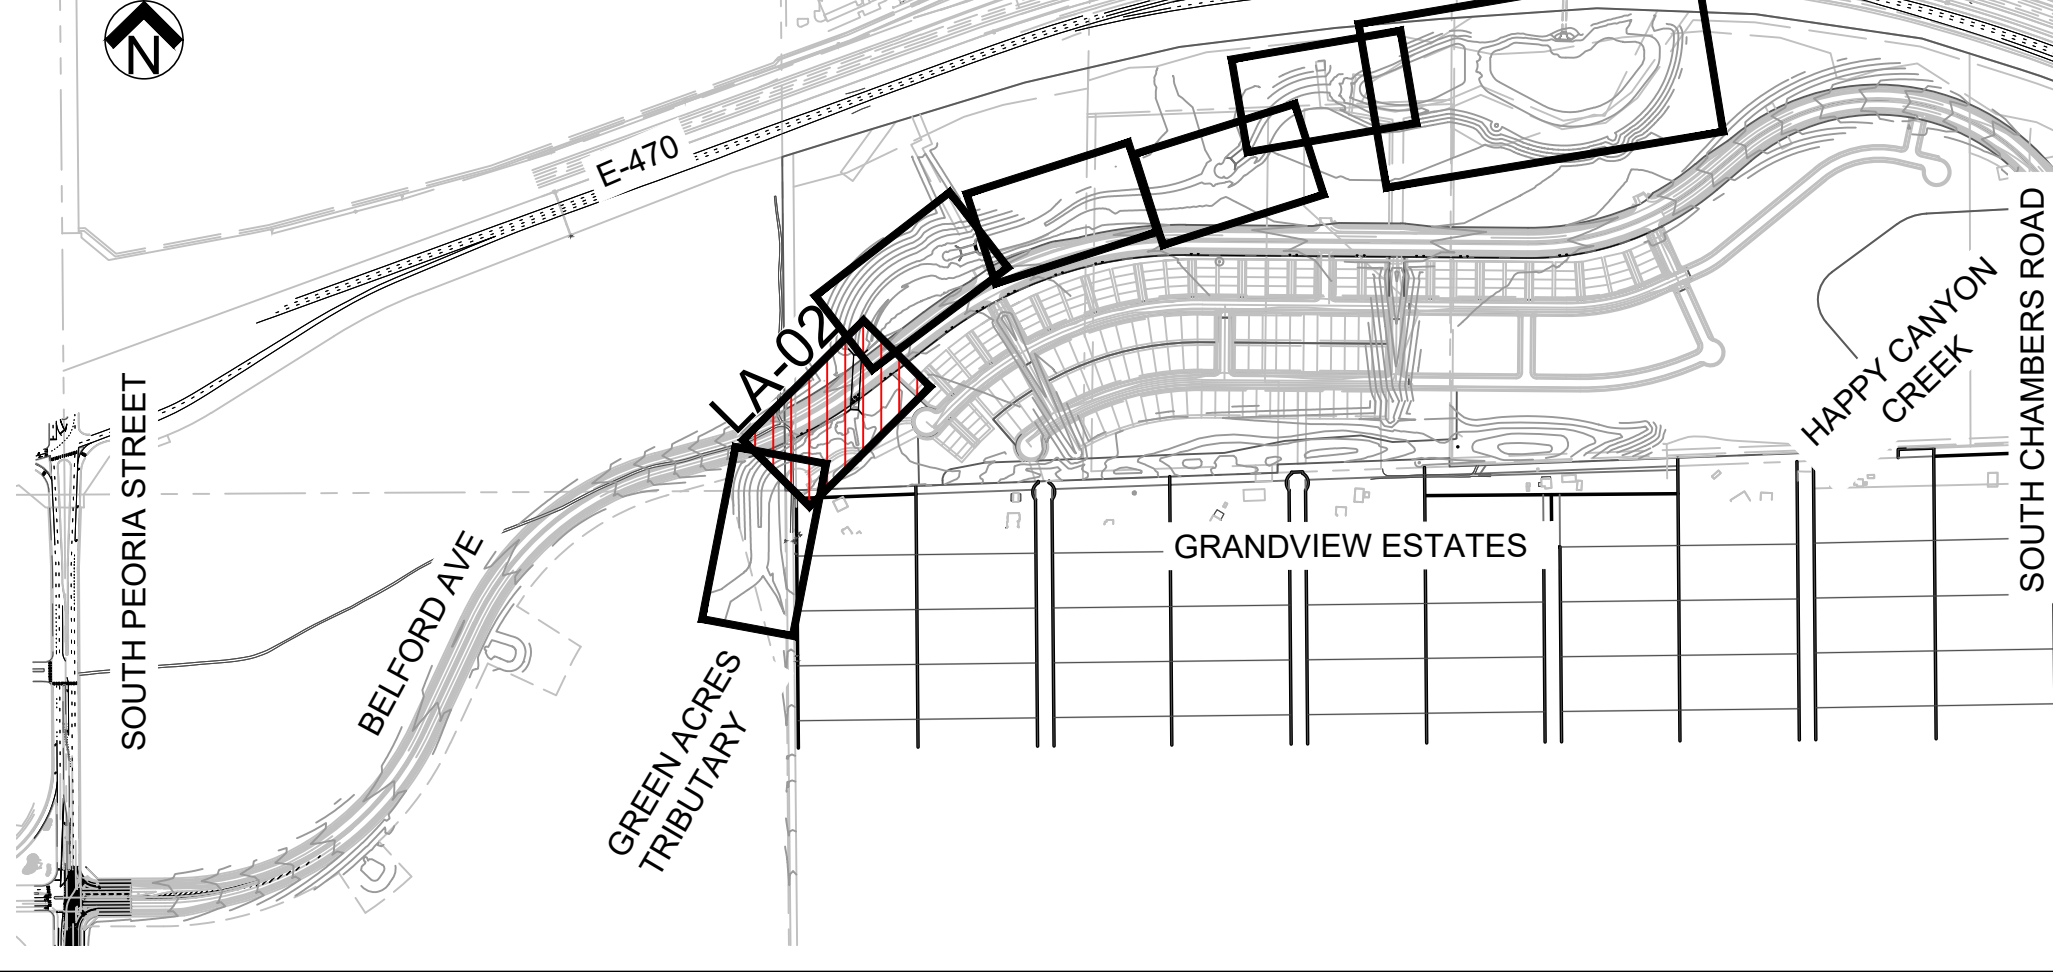 N
E-470
LA-02
SOUTH PEORIA STREET
BELFORD AVE
GREEN ACRES
TRIBUTARY
GRANDVIEW ESTATES
HAPPY CANYON
CREEK
SOUTH CHAMBERS ROAD